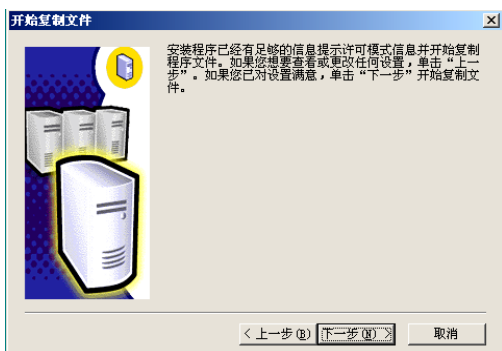 开始复制文件
安装程序已经有足够的信息提示许可模式信息并开始复制
程序文件。如果您想要查看或更改任何设置，单击“上一
步”。如果您已对设置满意，单击“下一步”开始复制文
件。
< 上一步(B)
下一步(N) >
取消